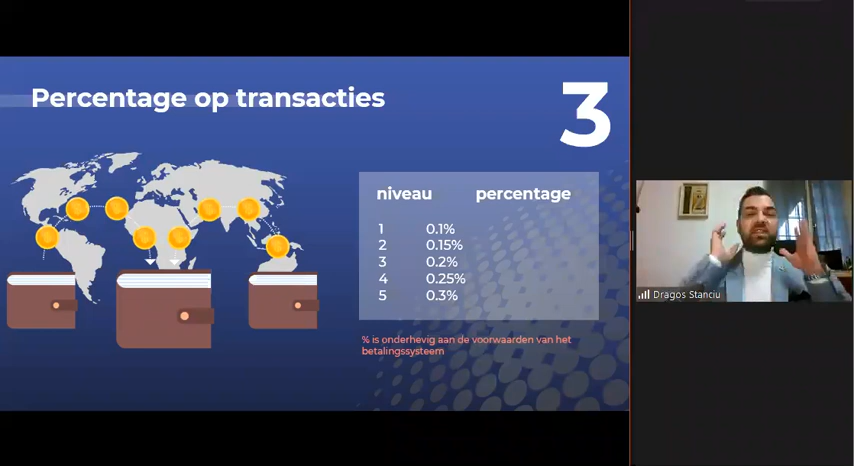 Percentage op transacties
3
niveau percentage
1 0.1%
2 0.15%
3 0.2%
4 0.25%
5 0.3%
% is onderhevig aan de voorwaarden van het
betalingssysteem
Dragos Stanciu